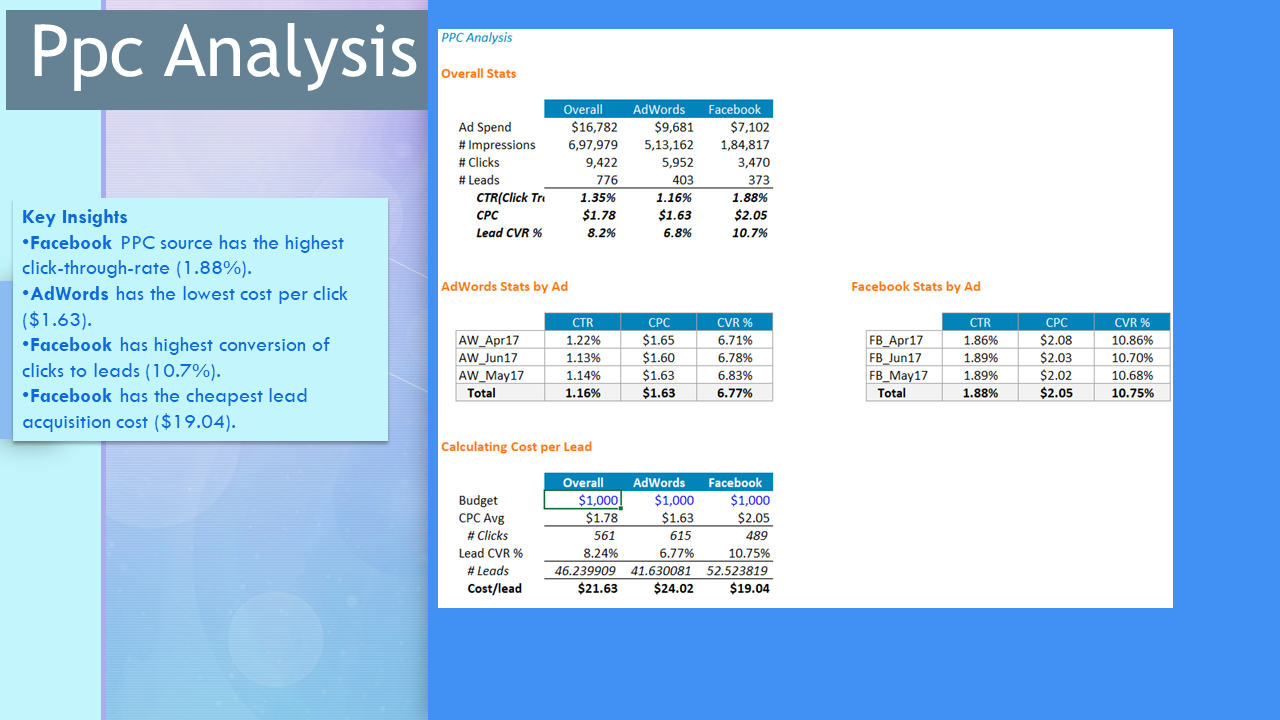 Ppc Analysis
Key Insights
•Facebook PPC source has the highest
click-through-rate (1.88%).
•AdWords has the lowest cost per click
($1.63).
•Facebook has highest conversion of
clicks to leads (10.7%).
•Facebook has the cheapest lead
acquisition cost ($19.04).
PPC Analysis
Overall Stats
Overall AdWords Facebook
Ad Spend $16,782 $9,681 $7,102
# Impressions 6,97,979 5,13,162 1,84,817
# Clicks 9,422 5,952 3,470
# Leads 776 403 373
CTR(Click Tr 1.35% 1.16% 1.88%
CPC $1.78 $1.63 $2.05
Lead CVR % 8.2% 6.8% 10.7%
AdWords Stats by Ad
CTR CPC CVR %
AW_Apr17 1.22% $1.65 6.71%
AW_Jun17 1.13% $1.60 6.78%
AW_May17 1.14% $1.63 6.83%
Total 1.16% $1.63 6.77%
Facebook Stats by Ad
CTR CPC CVR %
FB_Apr17 1.86% $2.08 10.86%
FB_Jun17 1.89% $2.03 10.70%
FB_May17 1.89% $2.02 10.68%
Total 1.88% $2.05 10.75%
Calculating Cost per Lead
Overall AdWords Facebook
Budget $1,000 $1,000 $1,000
CPC Avg $1.78 $1.63 $2.05
# Clicks 561 615 489
Lead CVR % 8.24% 6.77% 10.75%
# Leads 46.239909 41.630081 52.523819
Cost/lead $21.63 $24.02 $19.04